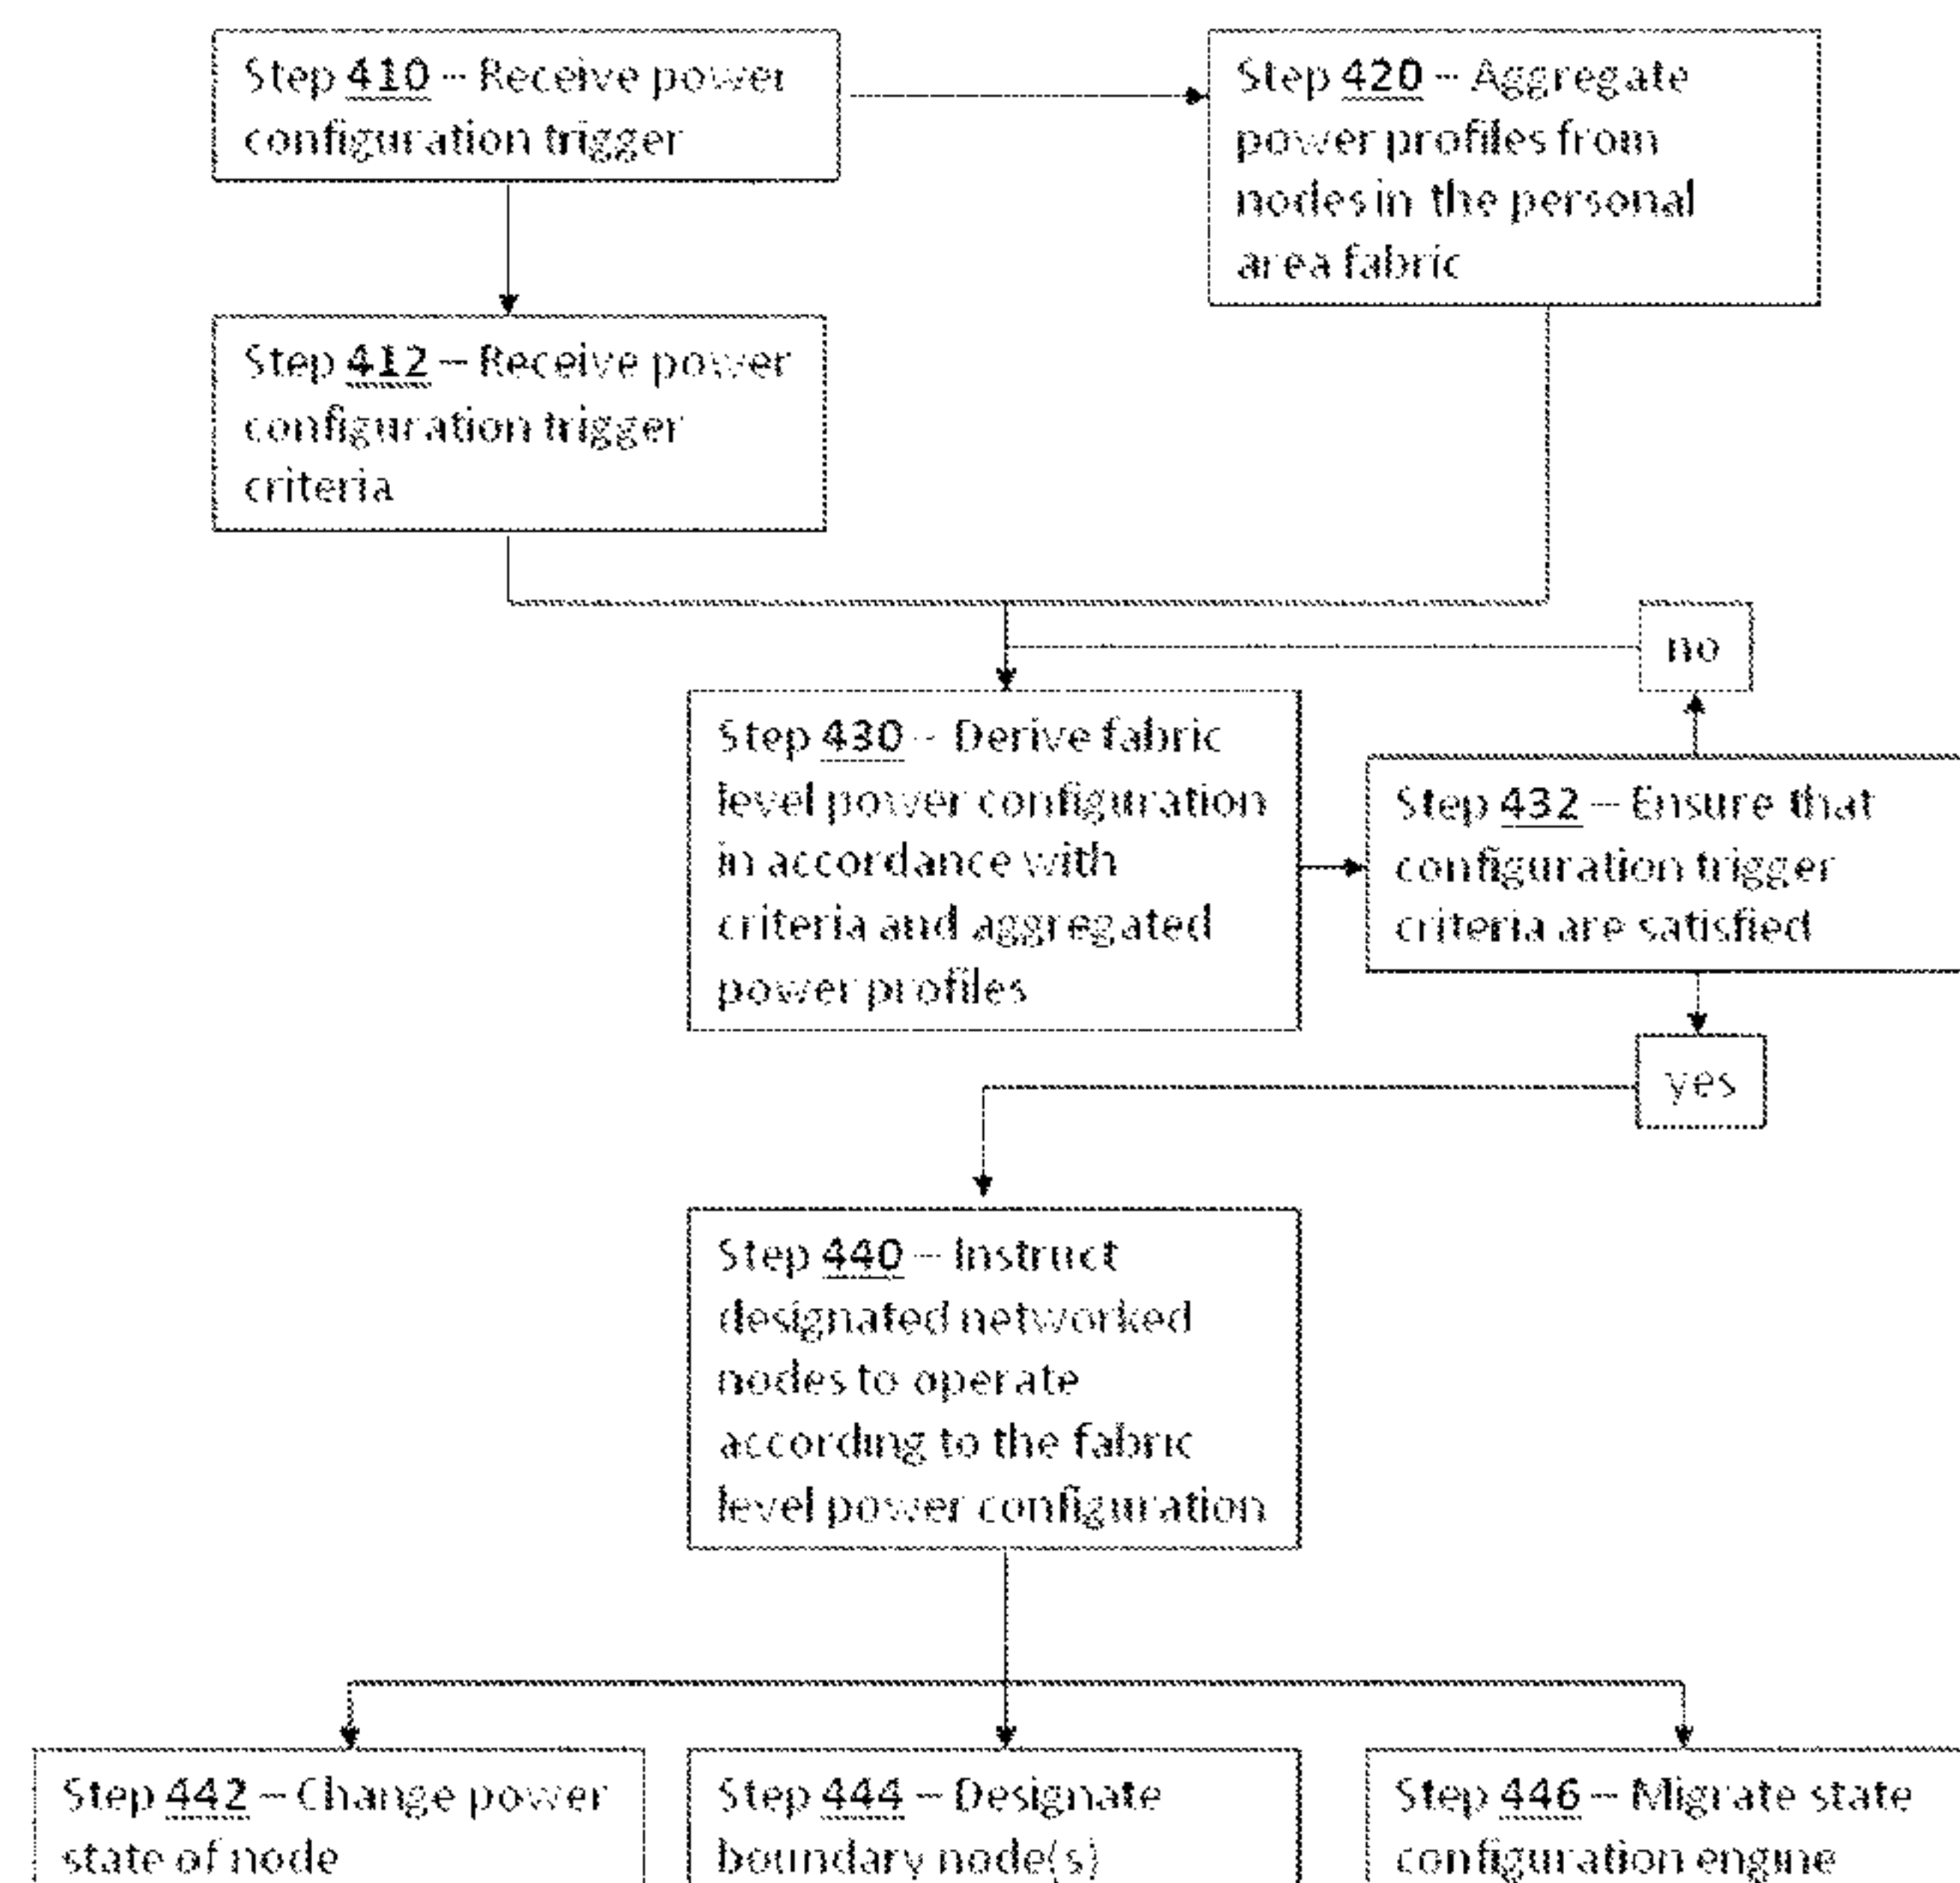 Step 410 – Receive power
configuration trigger
Step 420 – Aggregate
power profiles from
nodes in the personal
area fabric
Step 412 – Receive power
configuration trigger
criteria
no
Step 430 – Derive fabric
level power configuration
in accordance with
criteria and aggregated
power profiles
Step 432 – Ensure that
configuration trigger
criteria are satisfied
yes
Step 440 – Instruct
designated networked
nodes to operate
according to the fabric
level power configuration
Step 442 – Change power
state of node
Step 444 – Designate
boundary node(s)
Step 446 – Migrate state
configuration engine